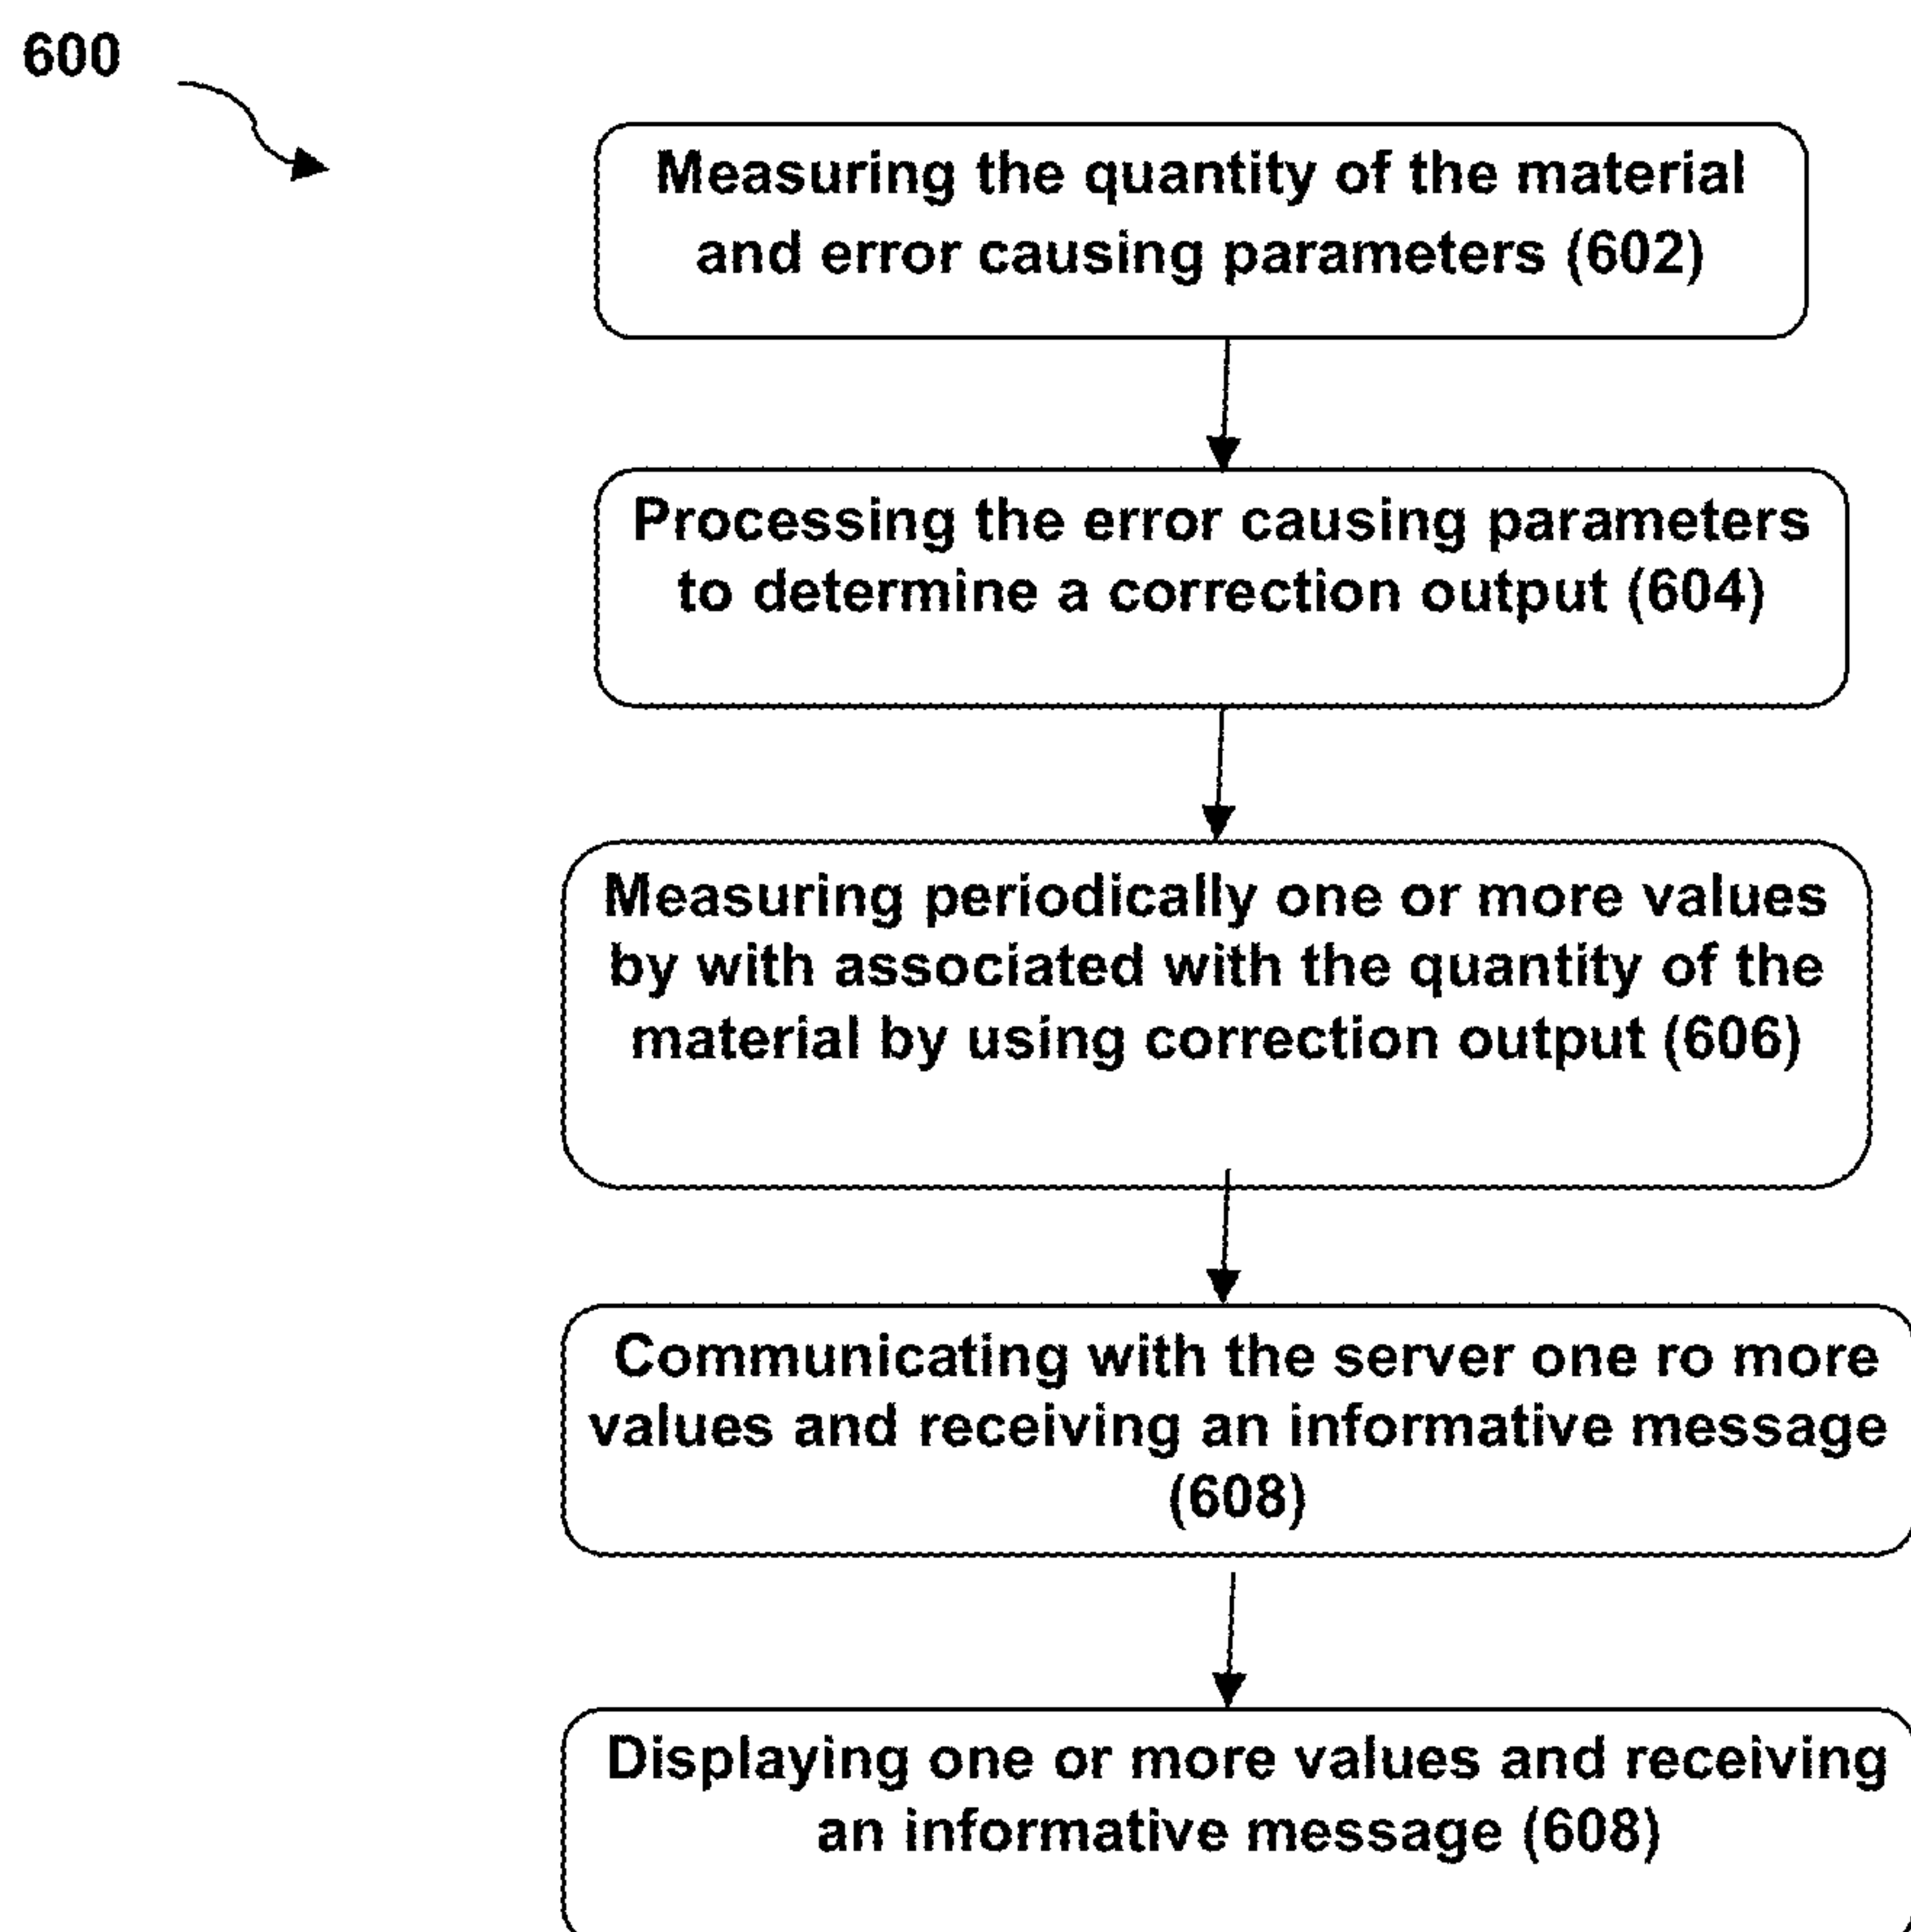 600
Measuring the quantity of the material
and error causing parameters (602)
Processing the error causing parameters
to determine a correction output (604)
Measuring periodically one or more values
by with associated with the quantity of the
material by using correction output (606)
Communicating with the server one ro more
values and receiving an informative message
(608)
Displaying one or more values and receiving
an informative message (608)